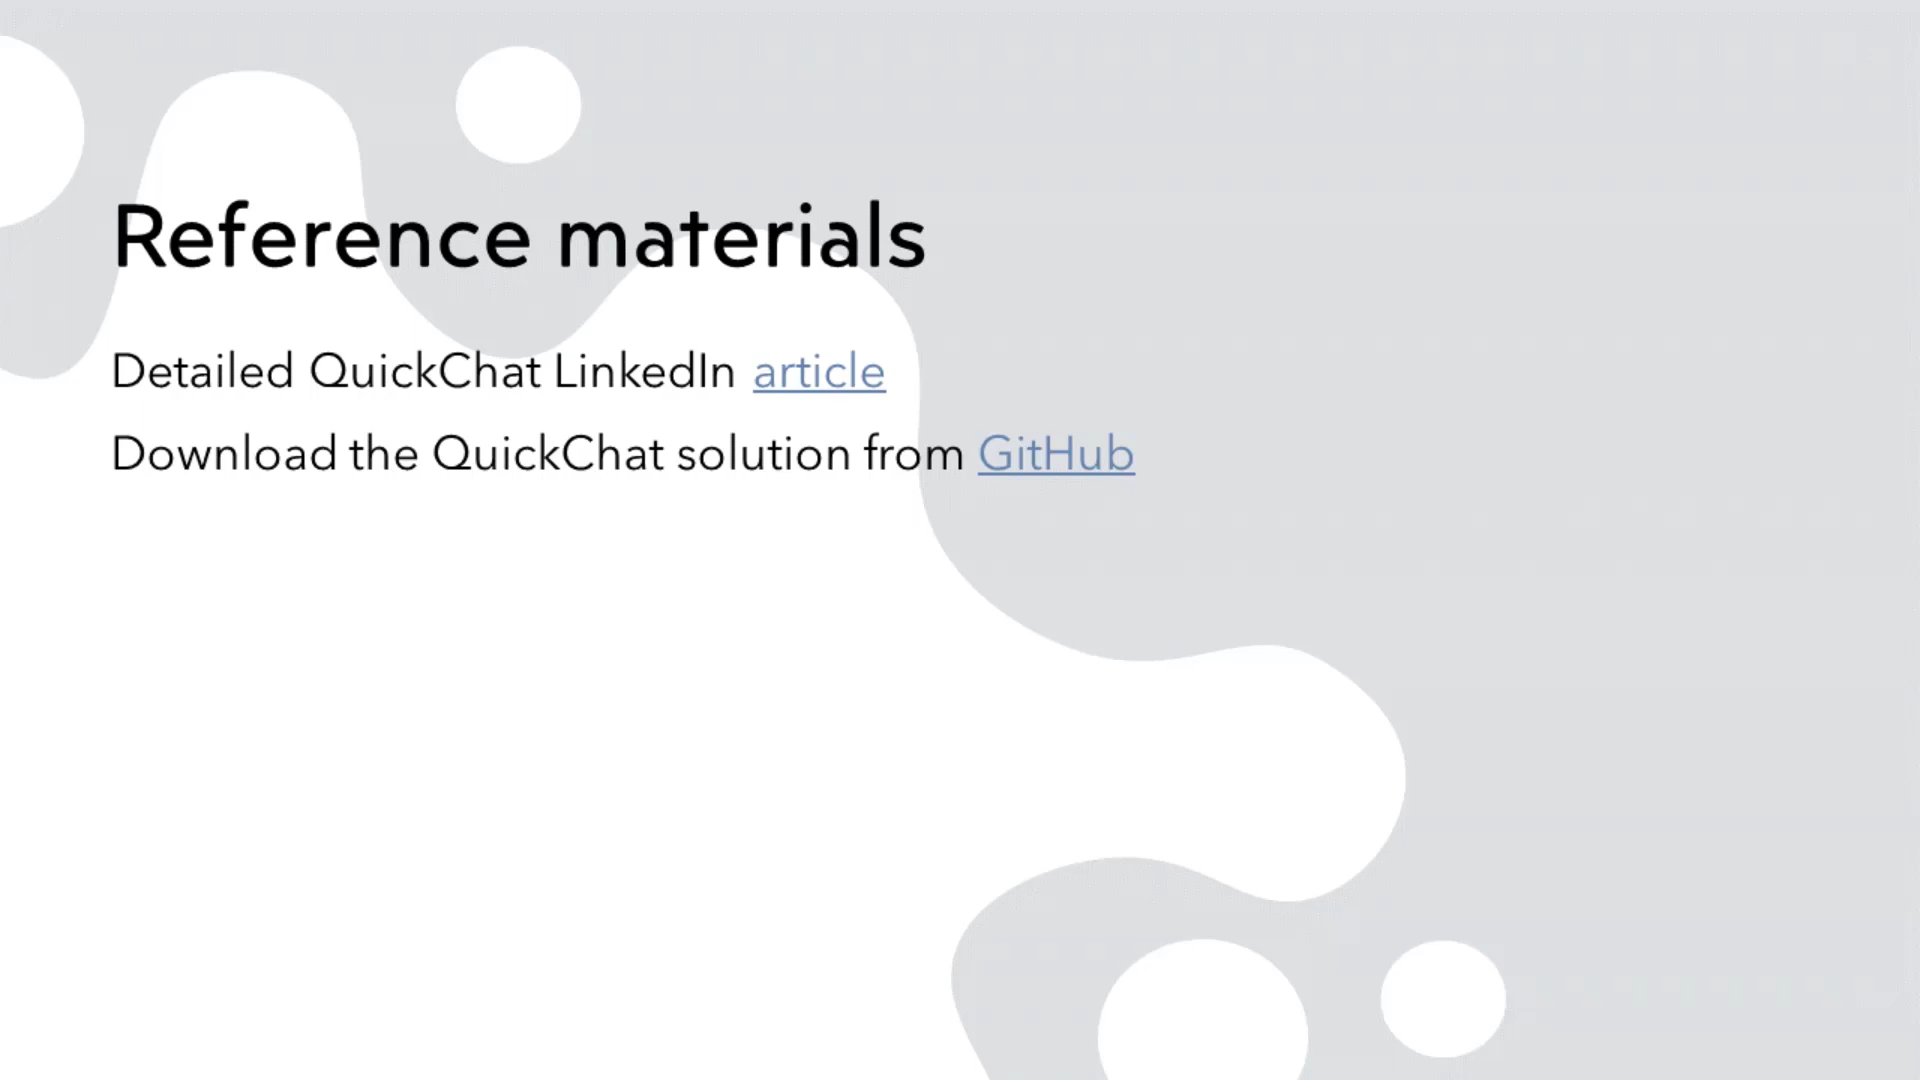 Reference materials
Detailed QuickChat LinkedIn article
Download the QuickChat solution from GitHub